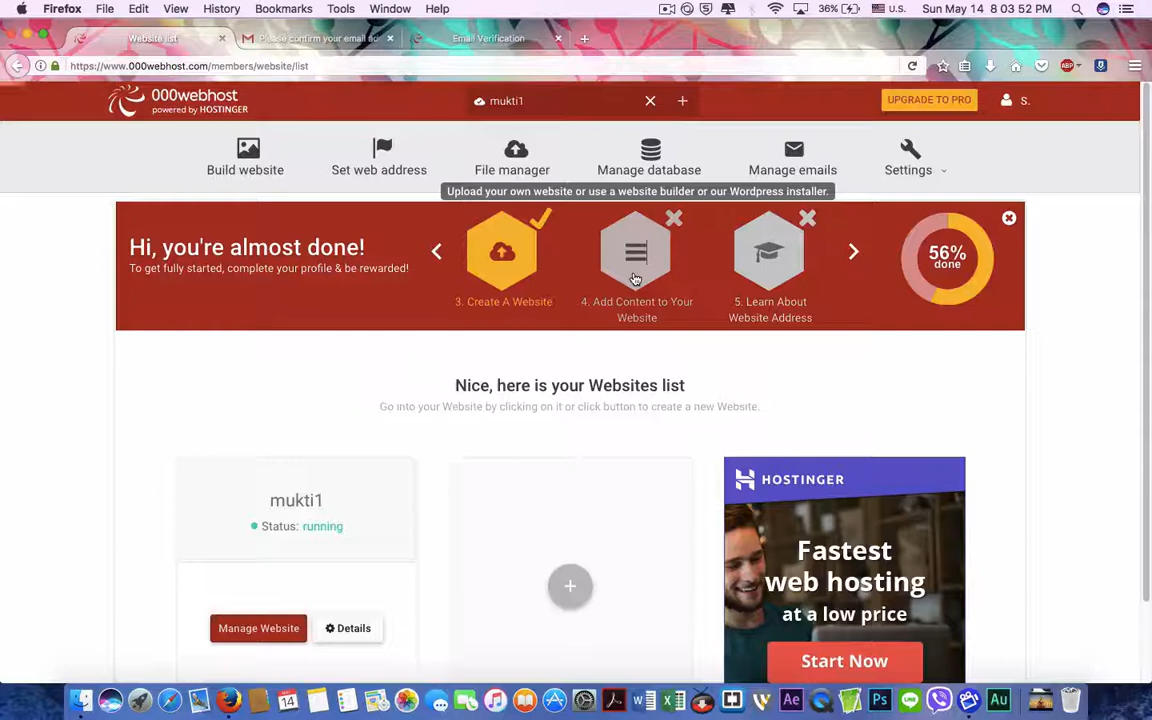 Firefox File Edit View History Bookmarks Tools Window Help 36% U.S. Sun May 14 8 03 52 PM
Website list Please confirm your email ad Email Verification
https://www.000webhost.com/members/website/list
000webhost
powered by HOSTINGER
mukti1
UPGRADE TO PRO
S.
Build website Set web address File manager Manage database Manage emails Settings
Upload your own website or use a website builder or our Wordpress installer.
Hi, you're almost done!
To get fully started, complete your profile & be rewarded!
3. Create A Website
4. Add Content to Your
Website
5. Learn About
Website Address
56%
done
Nice, here is your Websites list
Go into your Website by clicking on it or click button to create a new Website.
mukti1
Status: running
Manage Website
Details
HOSTINGER
Fastest
web hosting
at a low price
Start Now